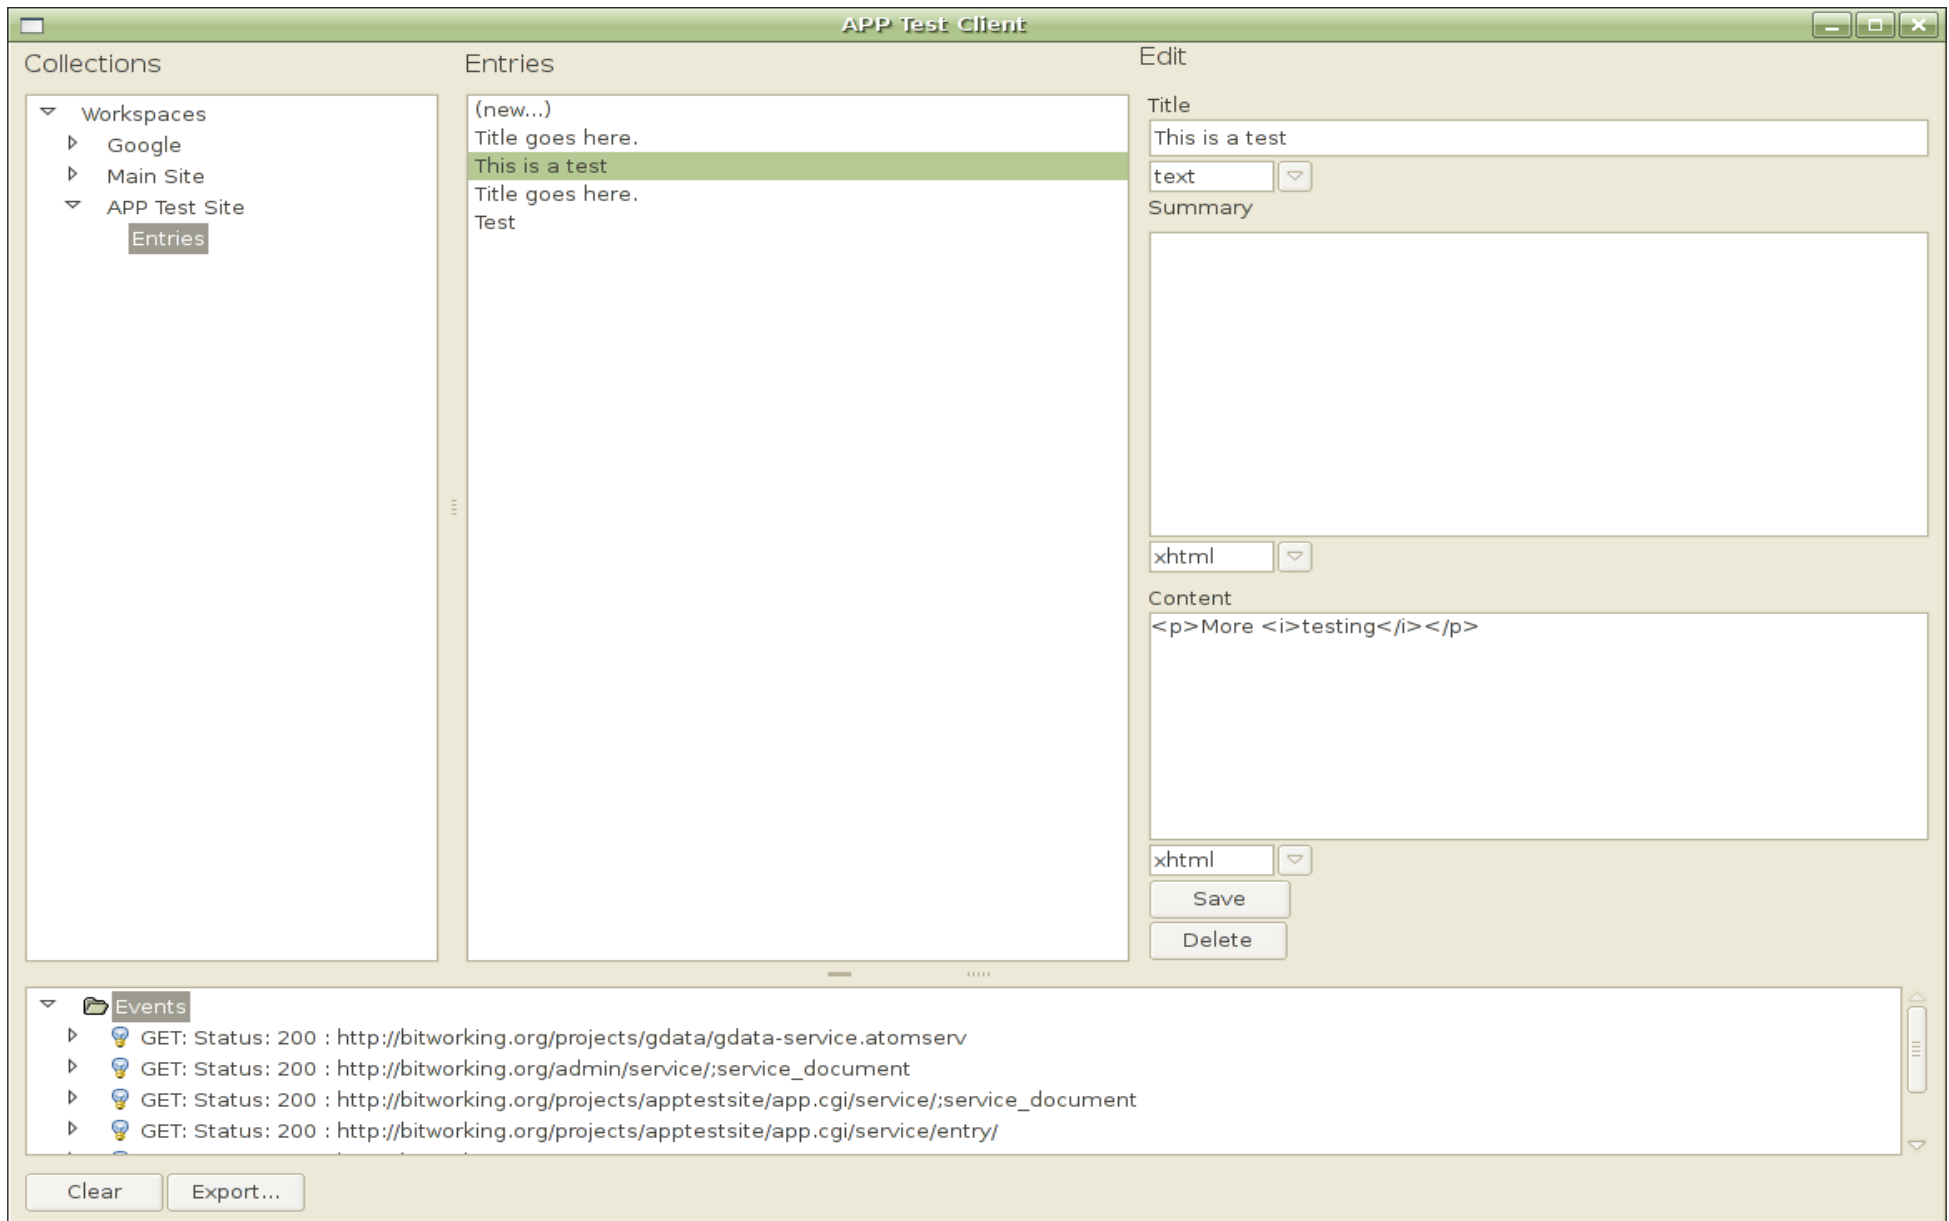 APP Test Client
Collections
Workspaces
Google
Main Site
APP Test Site
Entries
Entries
(new...)
Title goes here.
This is a test
Title goes here.
Test
Edit
Title
This is a test
text
Summary
xhtml
Content
<p>More <i>testing</i></p>
xhtml
Save
Delete
Events
GET: Status: 200 : http://bitworking.org/projects/gdata/gdata-service.atomserv
GET: Status: 200 : http://bitworking.org/admin/service/;service_document
GET: Status: 200 : http://bitworking.org/projects/apptestsite/app.cgi/service/;service_document
GET: Status: 200 : http://bitworking.org/projects/apptestsite/app.cgi/service/entry/
Clear
Export...